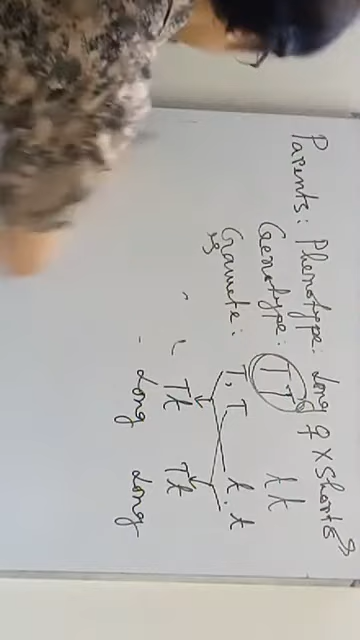 Parents: Phenotype: Long ♀ X Short ♂
Genotype: TT tt
Gamete: T, T t, t
Tt Tt
Long Long